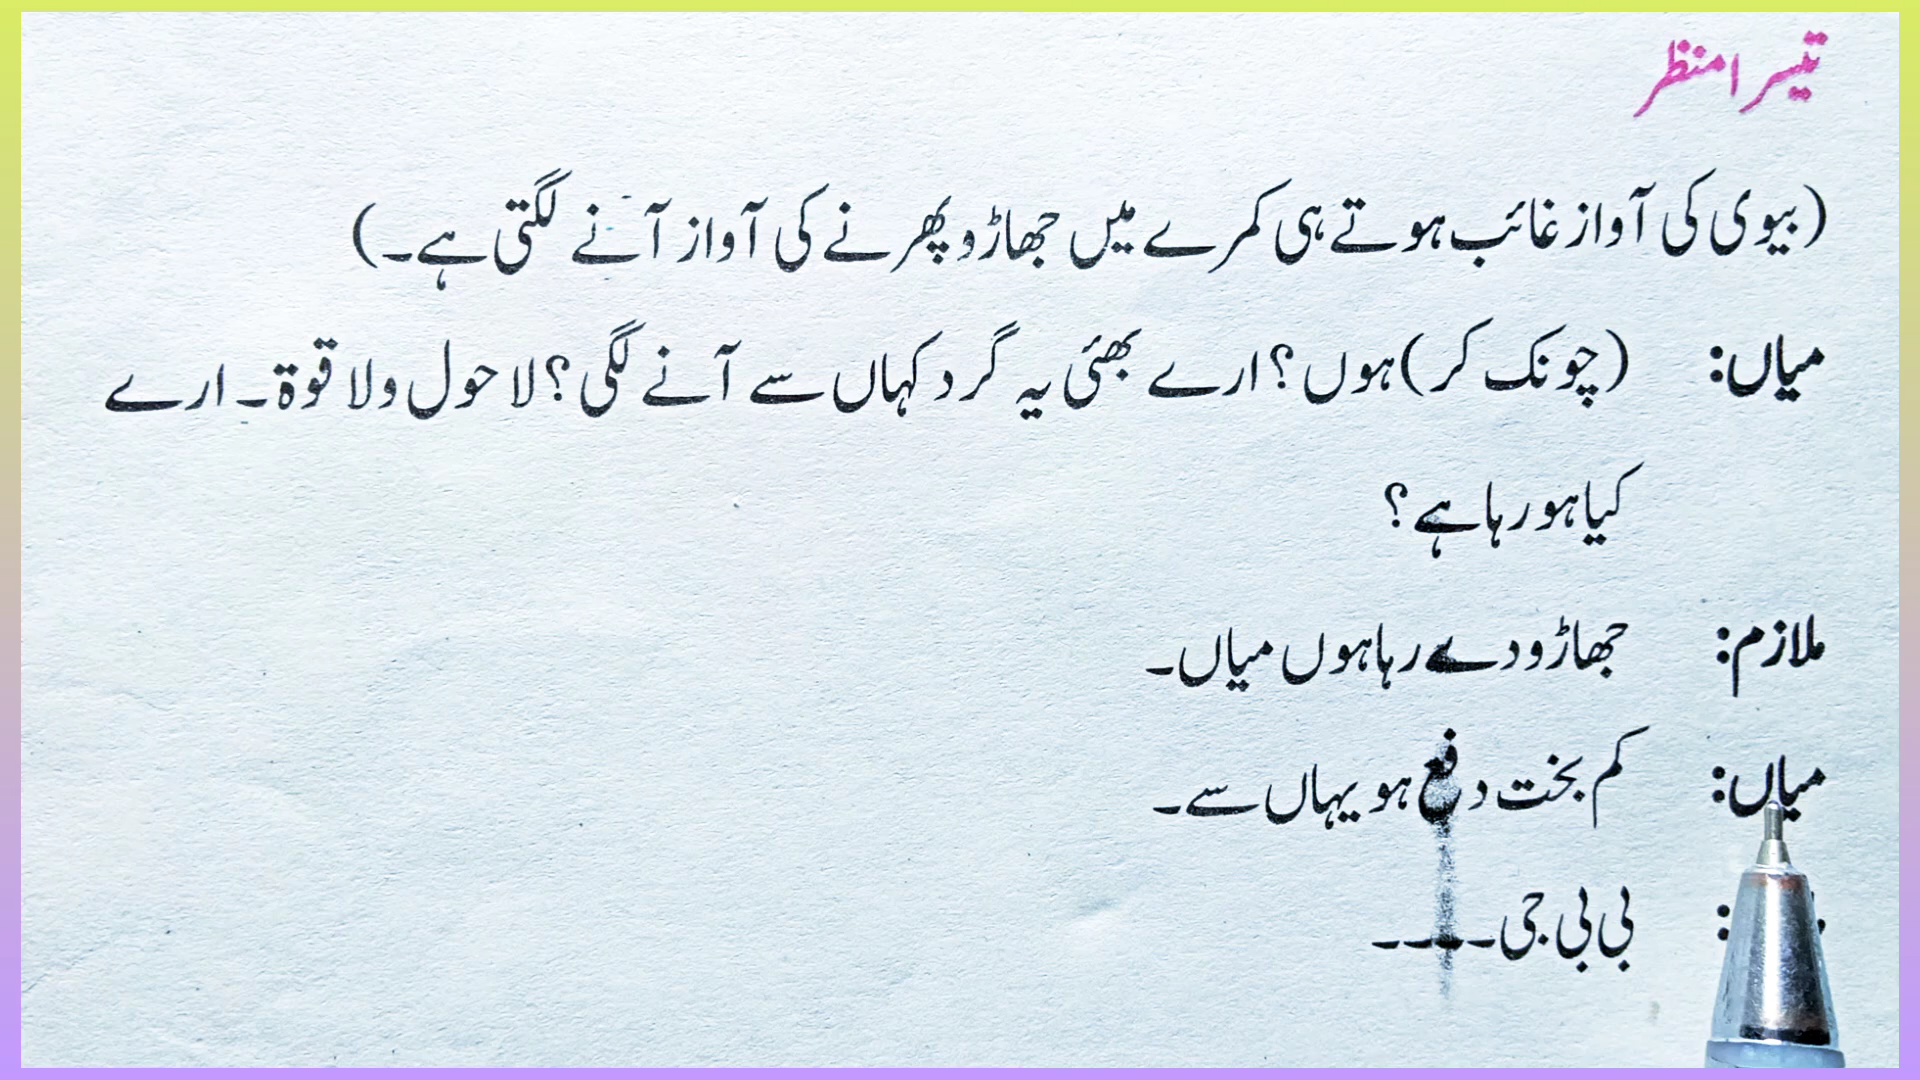 تیسرا منظر
(بیوی کی آواز غائب ہوتے ہی کمرے میں جھاڑو پھرنے کی آواز آنے لگتی ہے۔)
میاں: (چونک کر) ہوں؟ ارے بھئی یہ گرد کہاں سے آنے لگی؟ لا حول ولا قوۃ۔ ارے
کیا ہو رہا ہے؟
ملازم: جھاڑو دے رہا ہوں میاں۔
میاں: کم بخت دفع ہو یہاں سے۔
: بی بی جی۔۔۔۔